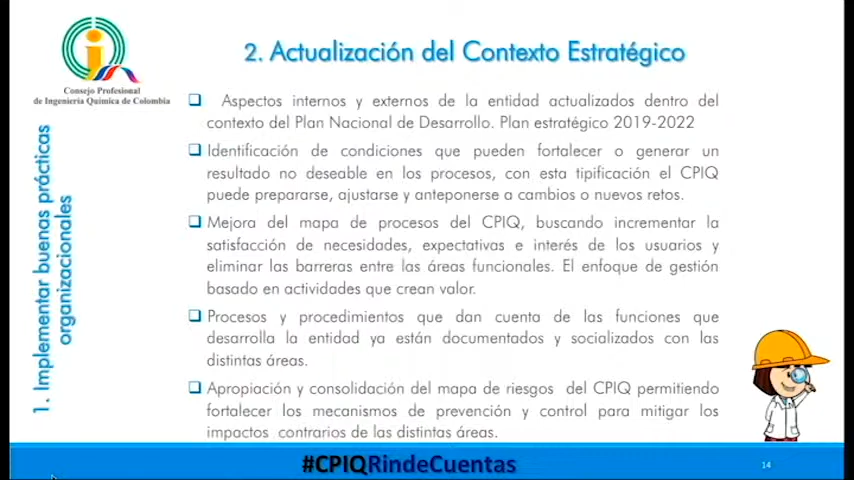 Consejo Profesional
de Ingeniería Química de Colombia
2. Actualización del Contexto Estratégico
1. Implementar buenas prácticas
organizacionales
Aspectos internos y externos de la entidad actualizados dentro del
contexto del Plan Nacional de Desarrollo. Plan estratégico 2019-2022
Identificación de condiciones que pueden fortalecer o generar un
resultado no deseable en los procesos, con esta tipificación el CPIQ
puede prepararse, ajustarse y anteponerse a cambios o nuevos retos.
Mejora del mapa de procesos del CPIQ, buscando incrementar la
satisfacción de necesidades, expectativas e interés de los usuarios y
eliminar las barreras entre las áreas funcionales. El enfoque de gestión
basado en actividades que crean valor.
Procesos y procedimientos que dan cuenta de las funciones que
desarrolla la entidad ya están documentados y socializados con las
distintas áreas.
Apropiación y consolidación del mapa de riesgos del CPIQ permitiendo
fortalecer los mecanismos de prevención y control para mitigar los
impactos contrarios de las distintas áreas.
#CPIQRindeCuentas
14